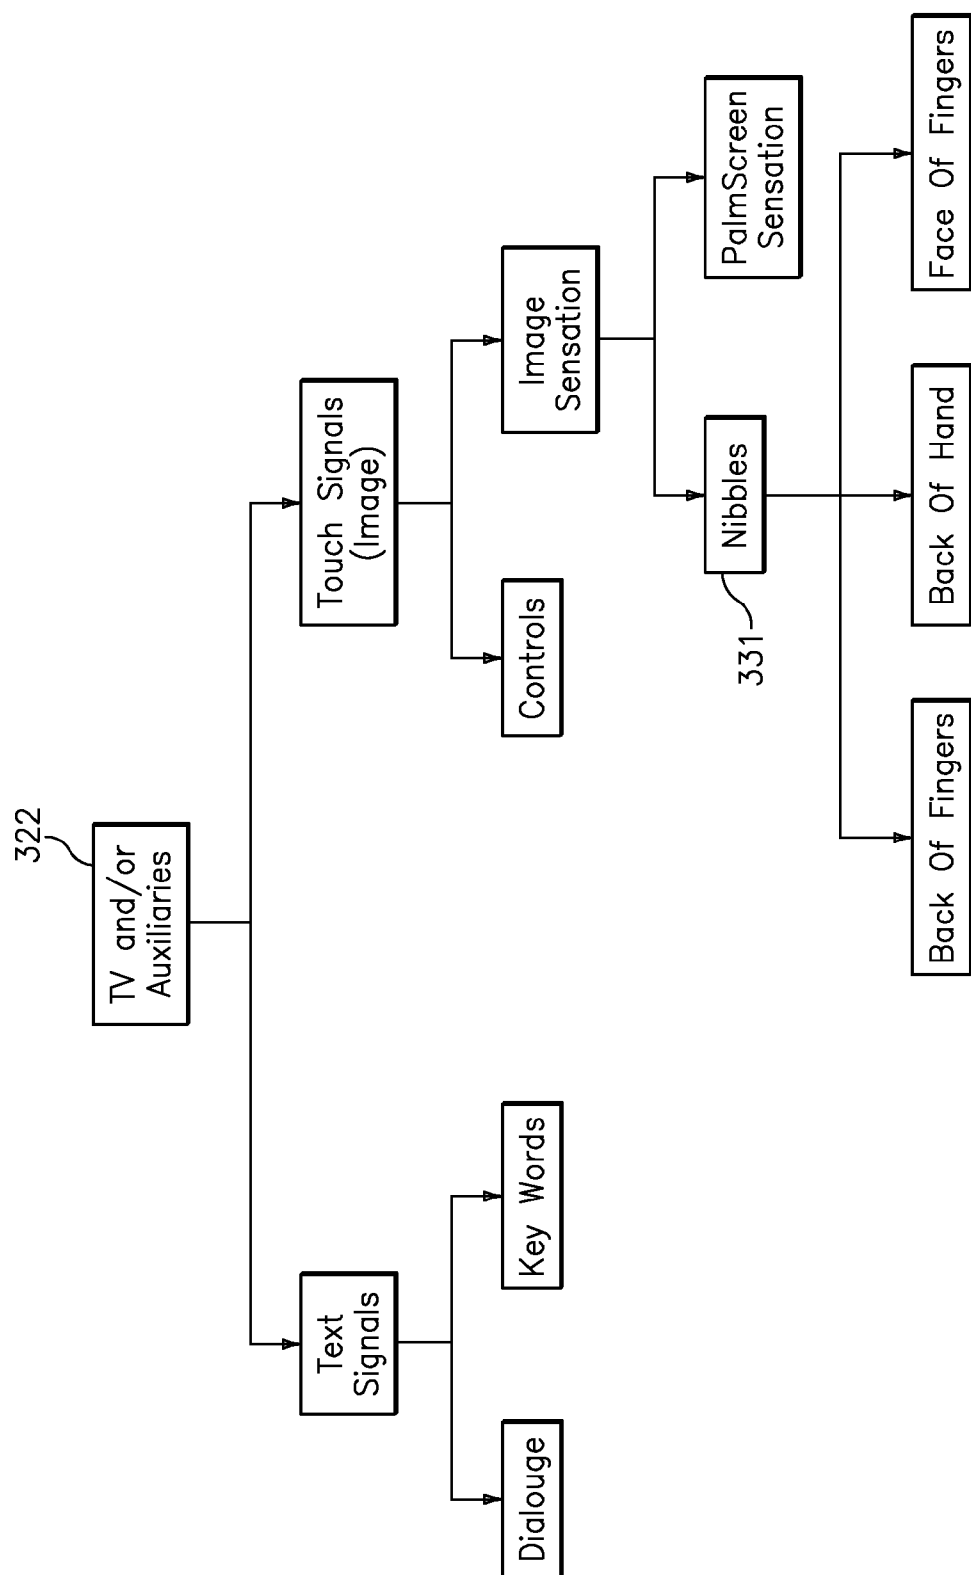 322
TV and/or
Auxiliaries
Text
Signals
Touch Signals
(Image)
Dialouge
Key Words
Controls
Image
Sensation
331
Nibbles
PalmScreen
Sensation
Back Of Fingers
Back Of Hand
Face Of Fingers